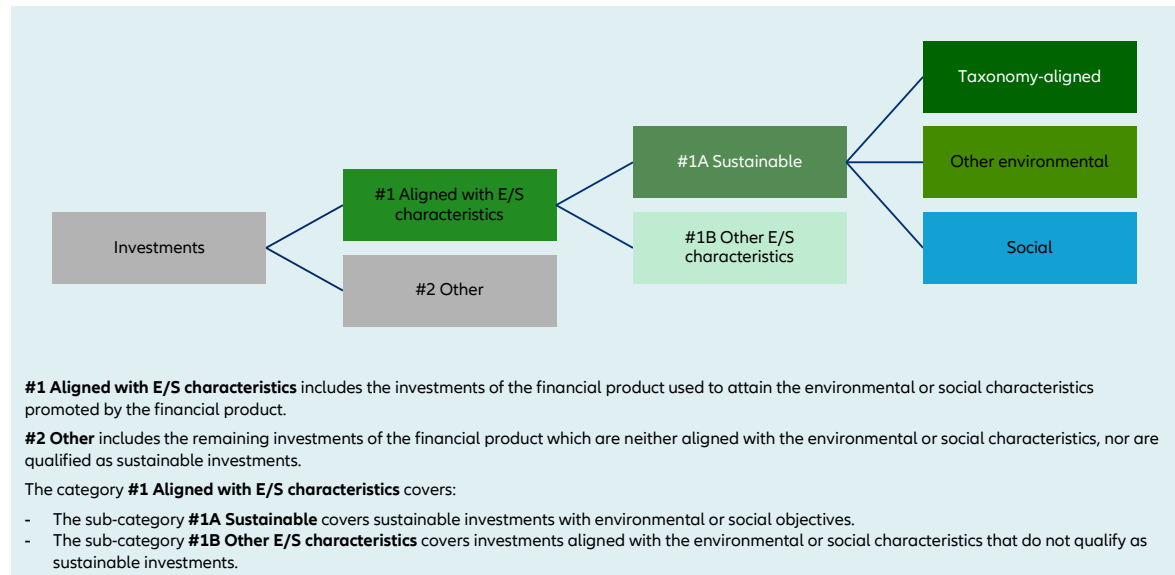 Taxonomy-aligned
#1A Sustainable
Other environmental
#1 Aligned with E/S
characteristics
Investments
#1B Other E/S
characteristics
Social
#2 Other
#1 Aligned with E/S characteristics includes the investments of the financial product used to attain the environmental or social characteristics
promoted by the financial product.
#2 Other includes the remaining investments of the financial product which are neither aligned with the environmental or social characteristics, nor are
qualified as sustainable investments.
The category #1 Aligned with E/S characteristics covers:
- The sub-category #1A Sustainable covers sustainable investments with environmental or social objectives.
- The sub-category #1B Other E/S characteristics covers investments aligned with the environmental or social characteristics that do not qualify as
sustainable investments.